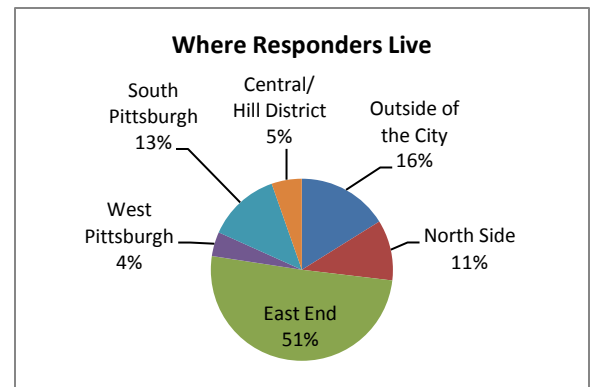 Where Responders Live
Central/
Hill District
5%
South
Pittsburgh
13%
Outside of
the City
16%
West
Pittsburgh
4%
North Side
11%
East End
51%